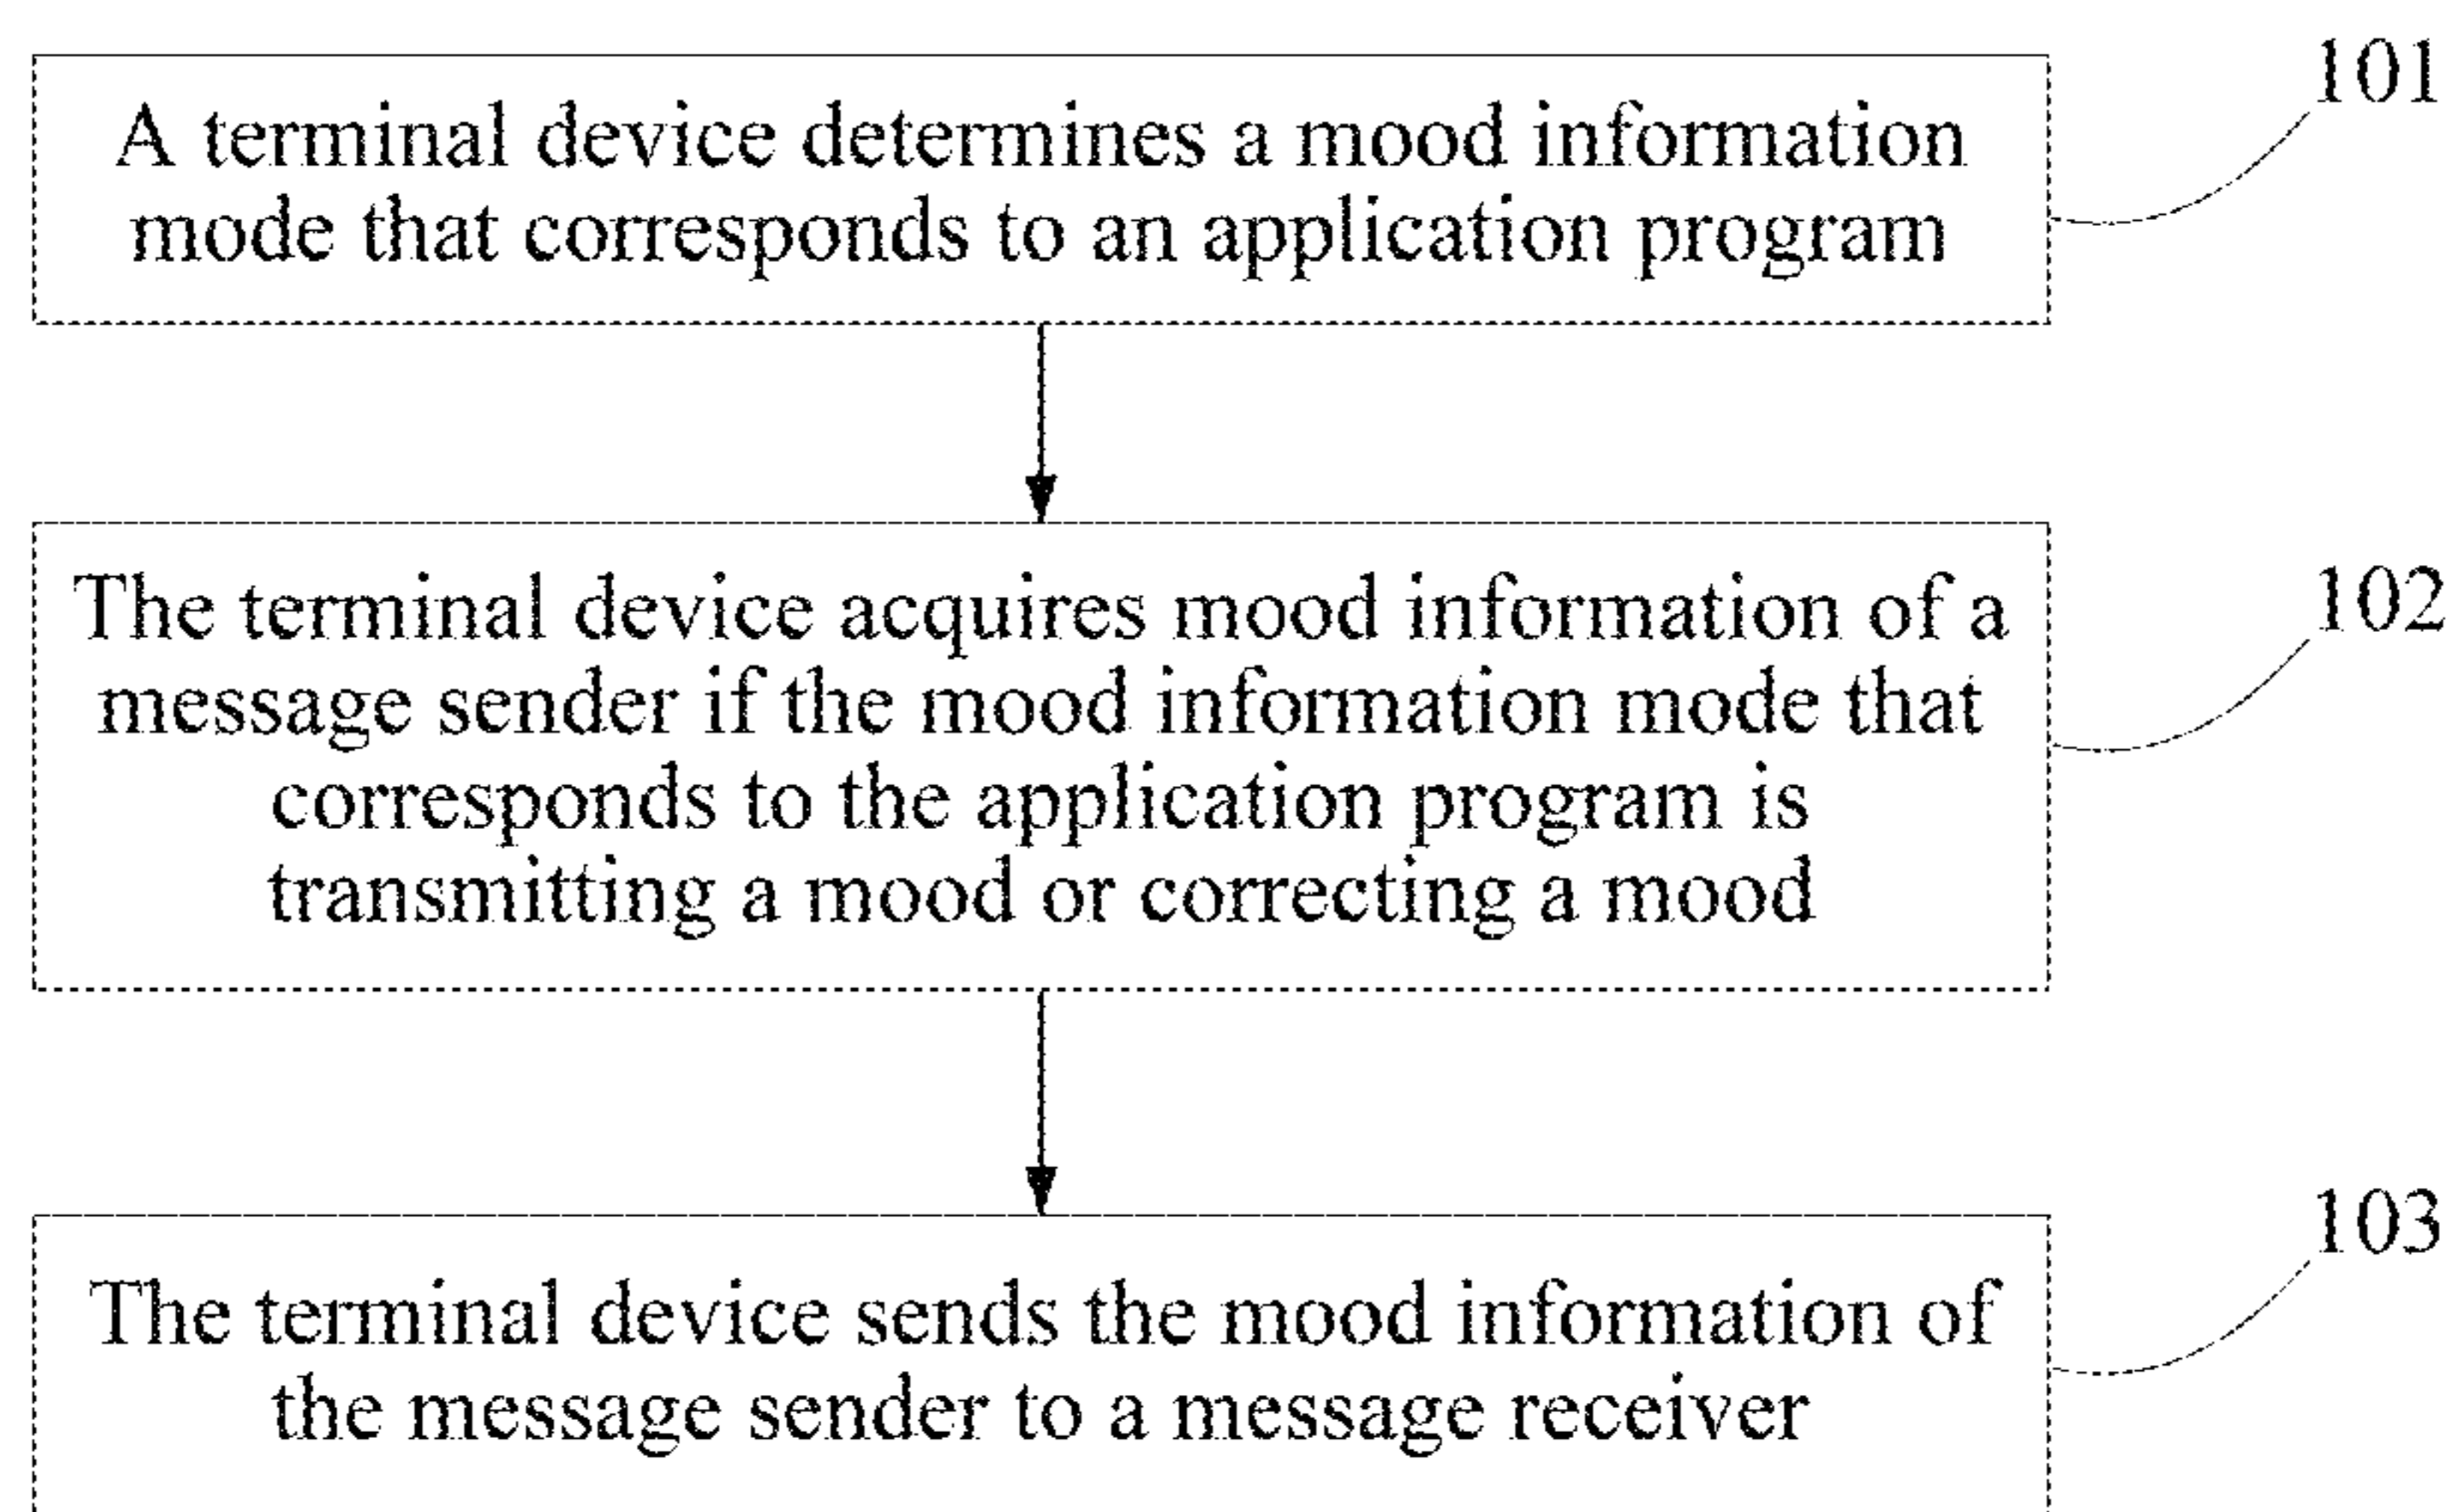 101
A terminal device determines a mood information
mode that corresponds to an application program
102
The terminal device acquires mood information of a
message sender if the mood information mode that
corresponds to the application program is
transmitting a mood or correcting a mood
103
The terminal device sends the mood information of
the message sender to a message receiver